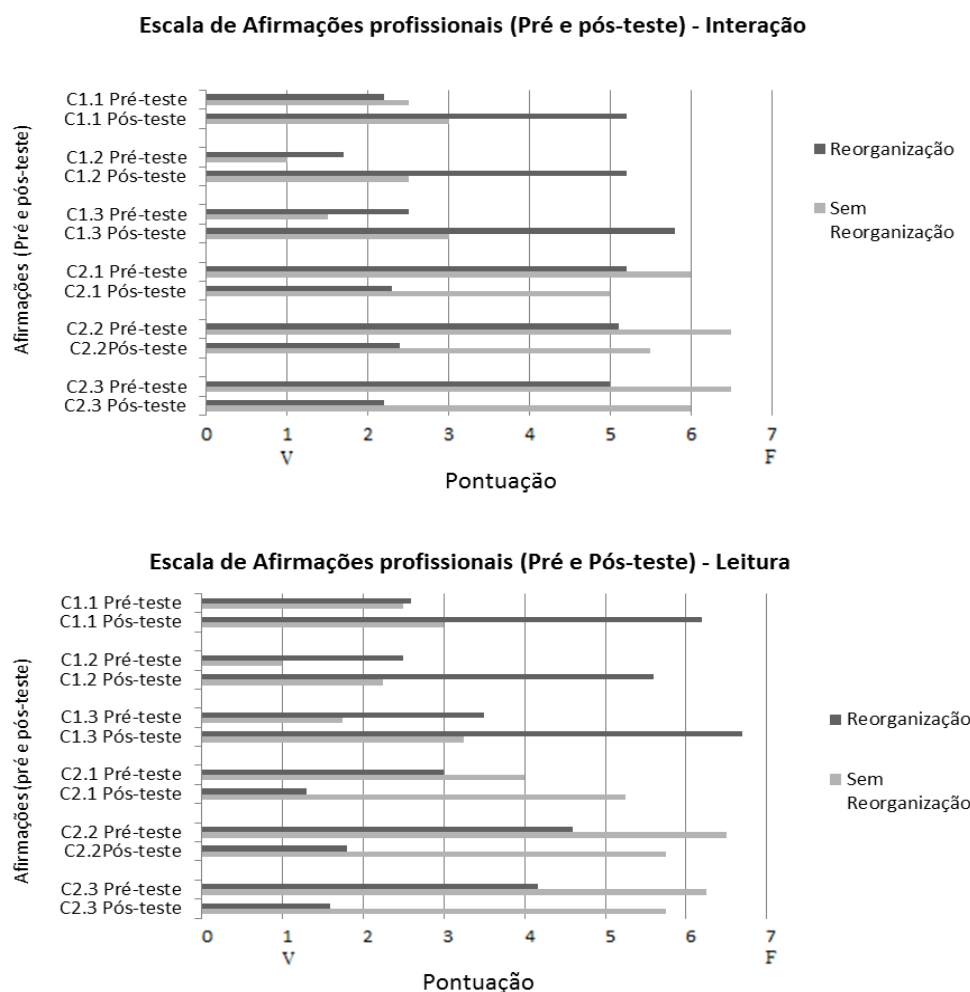 Escala de Afirmações profissionais (Pré e pós-teste) - Interação
Afirmações (Pré e pós-teste)
C1.1 Pré-teste
C1.1 Pós-teste
C1.2 Pré-teste
C1.2 Pós-teste
C1.3 Pré-teste
C1.3 Pós-teste
C2.1 Pré-teste
C2.1 Pós-teste
C2.2 Pré-teste
C2.2Pós-teste
C2.3 Pré-teste
C2.3 Pós-teste
Reorganização
Sem
Reorganização
0 1 2 3 4 5 6 7
V F
Pontuação
Escala de Afirmações profissionais (Pré e Pós-teste) - Leitura
Afirmações (pré e pós-teste)
C1.1 Pré-teste
C1.1 Pós-teste
C1.2 Pré-teste
C1.2 Pós-teste
C1.3 Pré-teste
C1.3 Pós-teste
C2.1 Pré-teste
C2.1 Pós-teste
C2.2 Pré-teste
C2.2Pós-teste
C2.3 Pré-teste
C2.3 Pós-teste
Reorganização
Sem
Reorganização
0 1 2 3 4 5 6 7
V F
Pontuação